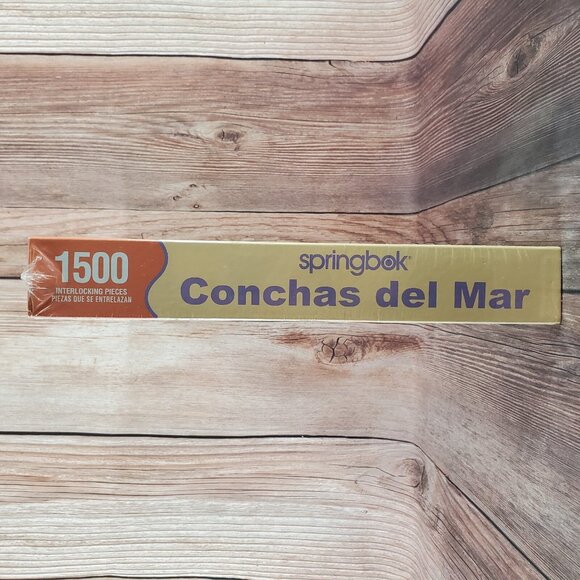 1500
INTERLOCKING PIECES
PIEZAS QUE SE ENTRELAZAN
springbok®
Conchas del Mar